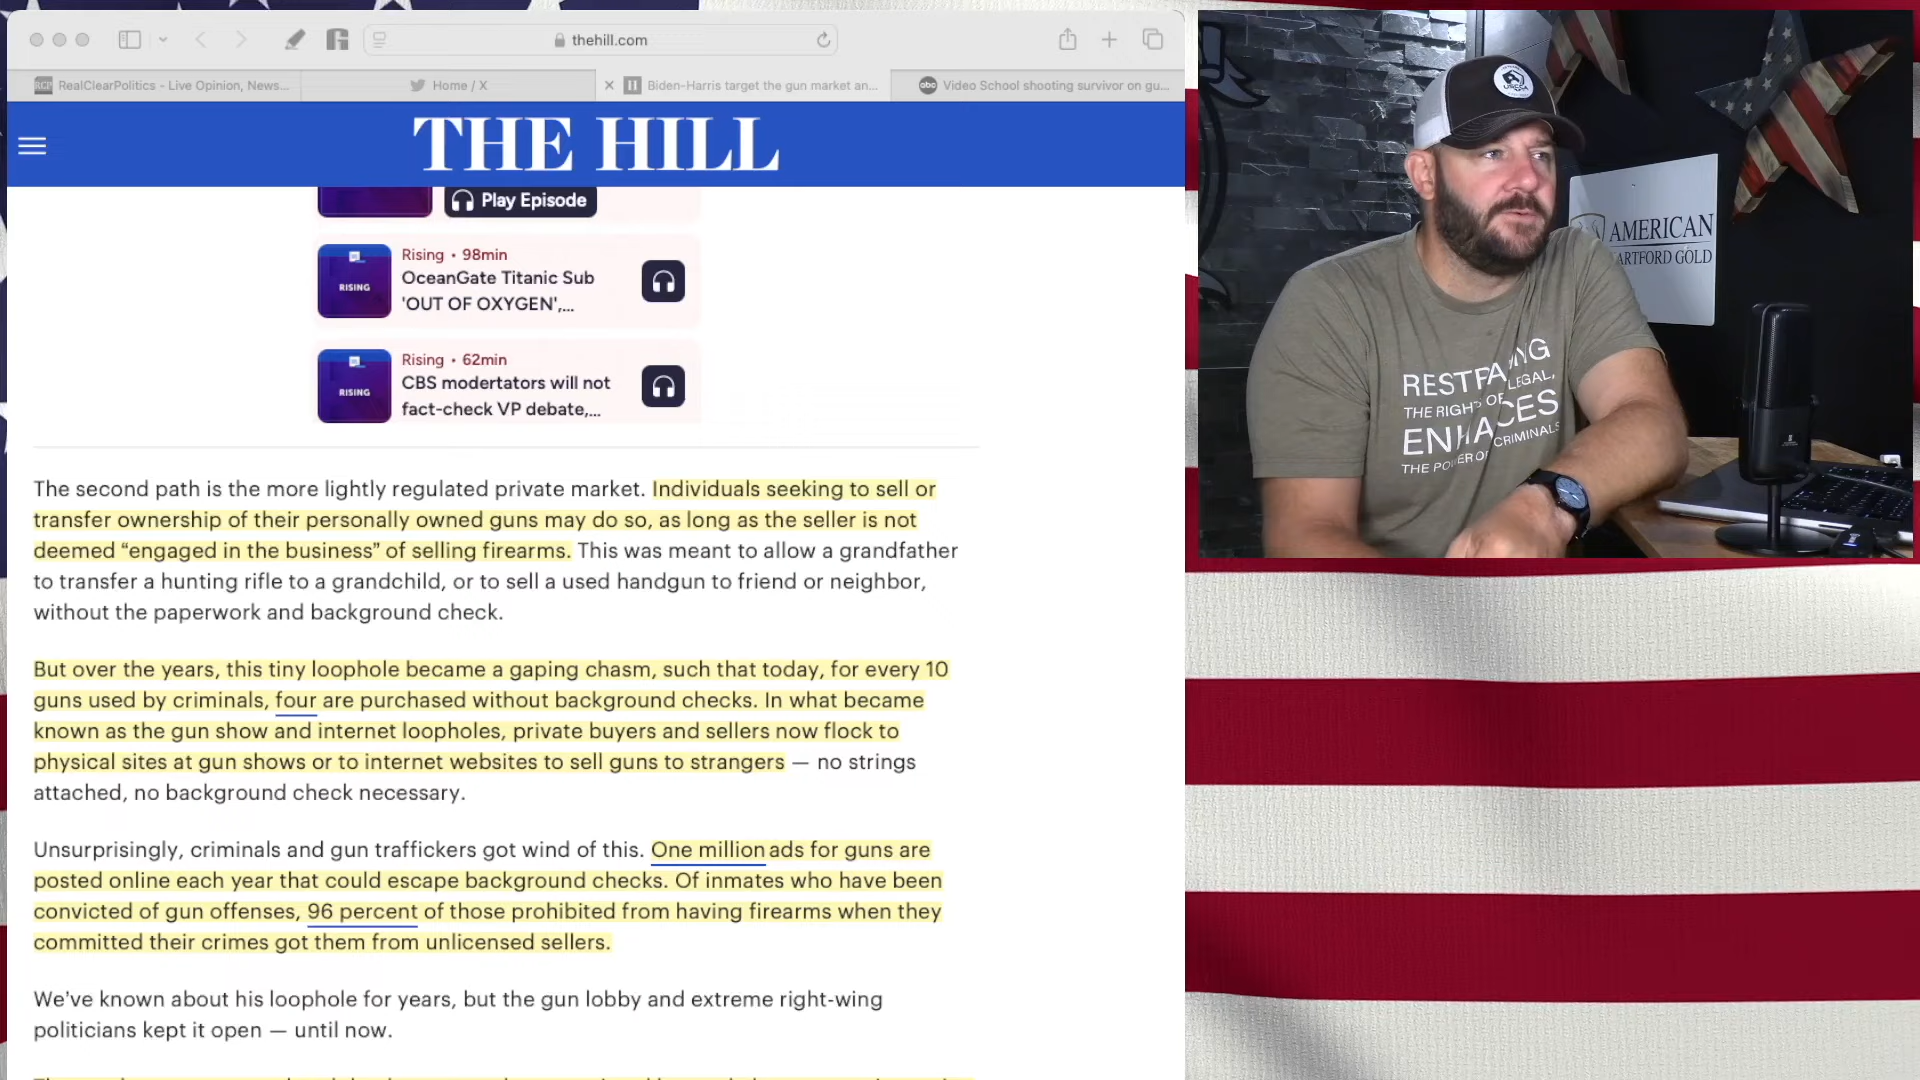 thehill.com
RealClearPolitics - Live Opinion, News...
Home / X
Biden-Harris target the gun market an...
abc
Video School shooting survivor on gu...
THE HILL
Play Episode
RISING
Rising • 98min
OceanGate Titanic Sub
'OUT OF OXYGEN',...
RISING
Rising • 62min
CBS modertators will not
fact-check VP debate,...
The second path is the more lightly regulated private market. Individuals seeking to sell or
transfer ownership of their personally owned guns may do so, as long as the seller is not
deemed “engaged in the business” of selling firearms. This was meant to allow a grandfather
to transfer a hunting rifle to a grandchild, or to sell a used handgun to friend or neighbor,
without the paperwork and background check.
But over the years, this tiny loophole became a gaping chasm, such that today, for every 10
guns used by criminals, four are purchased without background checks. In what became
known as the gun show and internet loopholes, private buyers and sellers now flock to
physical sites at gun shows or to internet websites to sell guns to strangers — no strings
attached, no background check necessary.
Unsurprisingly, criminals and gun traffickers got wind of this. One million ads for guns are
posted online each year that could escape background checks. Of inmates who have been
convicted of gun offenses, 96 percent of those prohibited from having firearms when they
committed their crimes got them from unlicensed sellers.
We’ve known about his loophole for years, but the gun lobby and extreme right-wing
politicians kept it open — until now.
AMERICAN
ARTFORD GOLD
LEGAL,
THE RIGHT OF
CRIMINALS
THE POWER OF